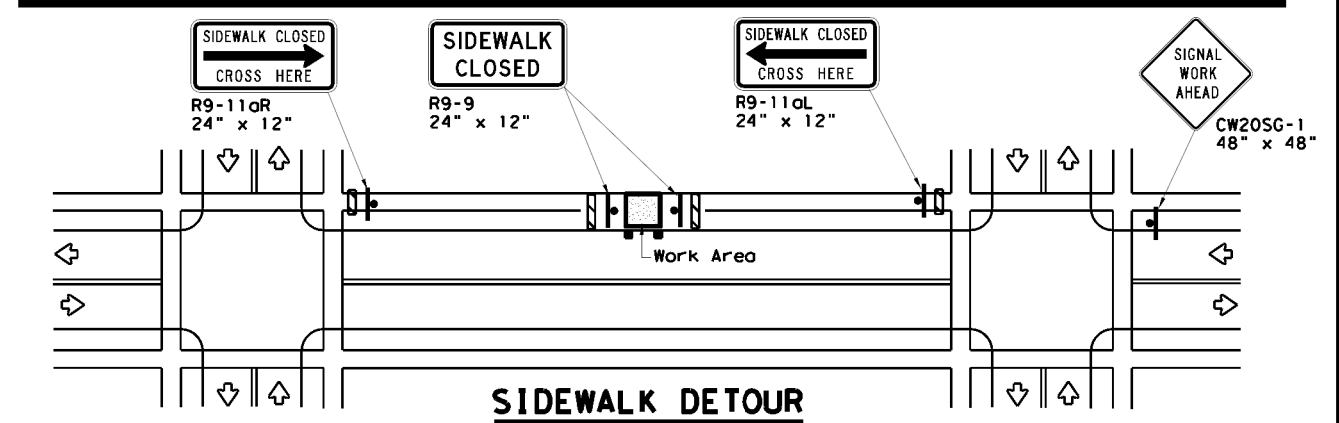 SIDEWALK CLOSED
CROSS HERE
R9-11aR
24" x 12"
SIDEWALK
CLOSED
R9-9
24" x 12"
SIDEWALK CLOSED
CROSS HERE
R9-11aL
24" x 12"
SIGNAL
WORK
AHEAD
CW20SG-1
48" x 48"
Work Area
SIDEWALK DETOUR